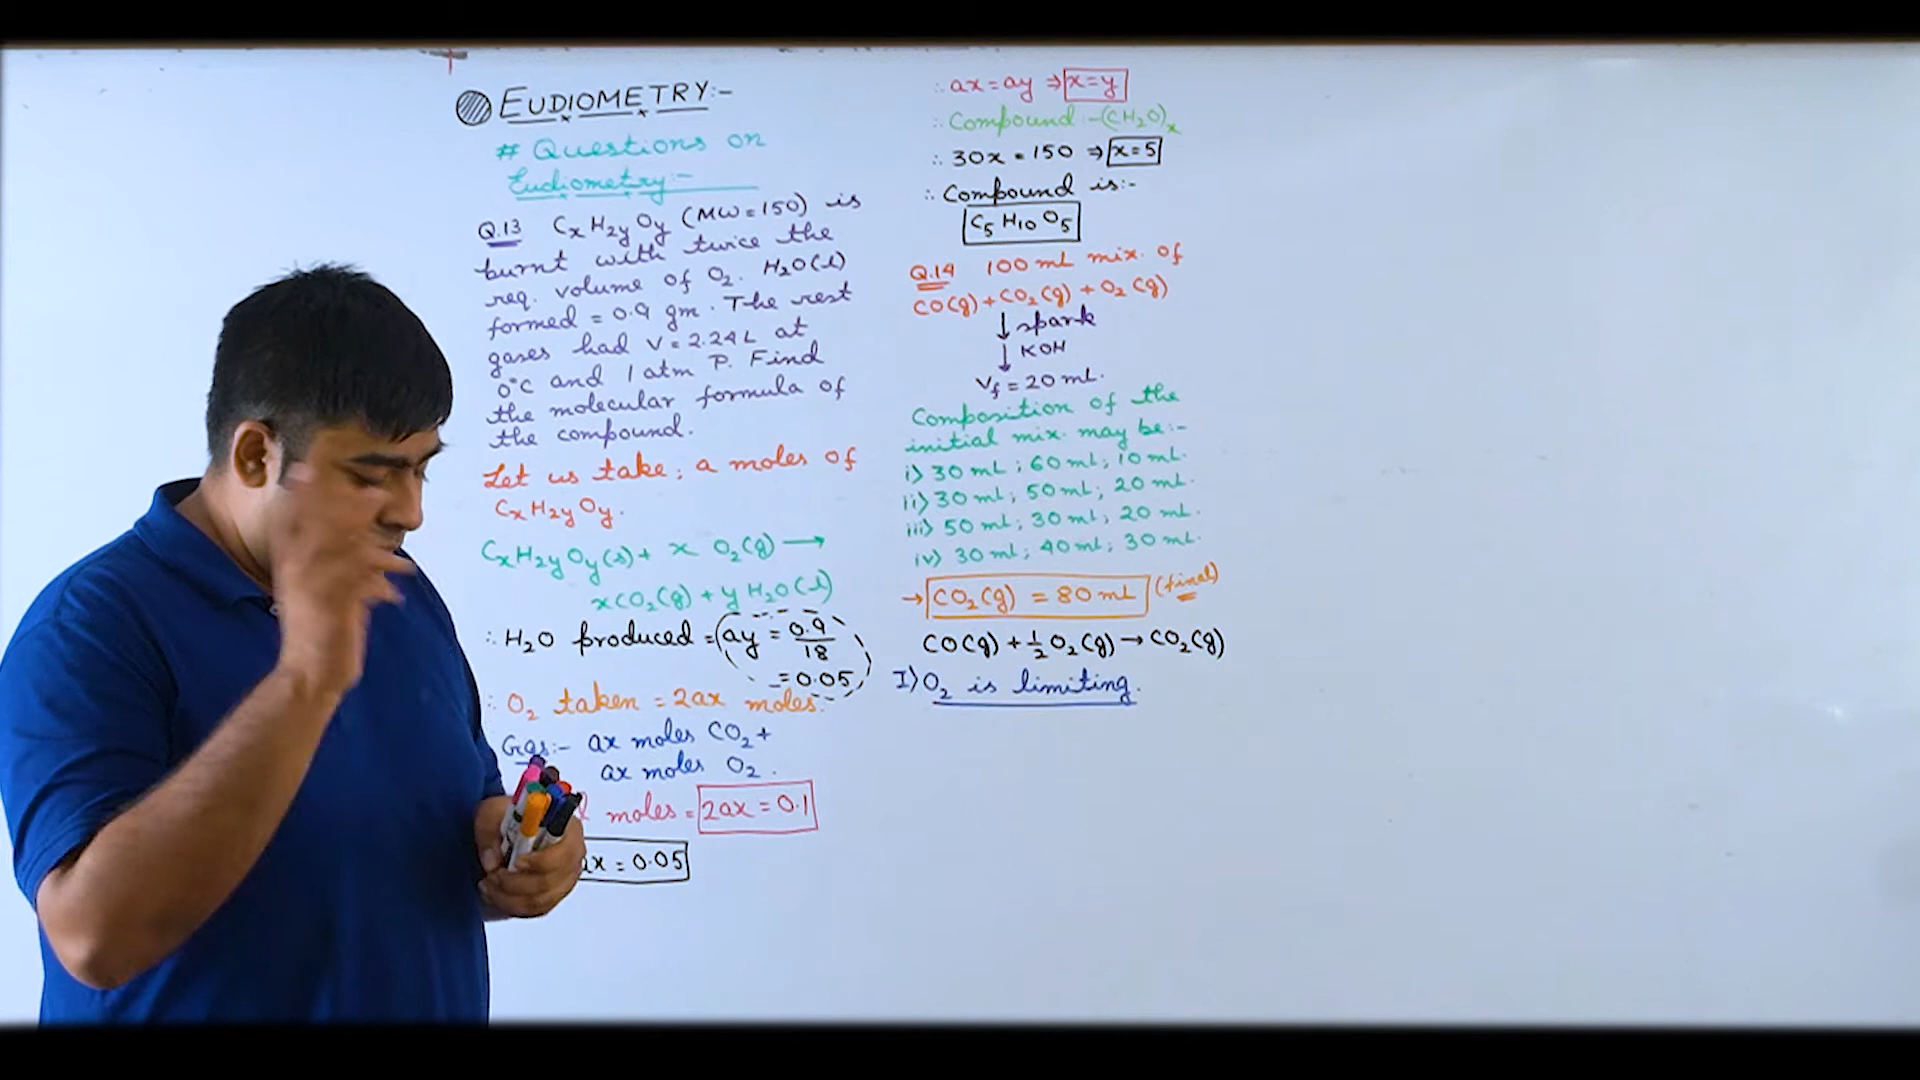 EUDIOMETRY:-
# Questions on
Eudiometry:-
Q.13 CxH2yOy (MW=150) is
burnt with twice the
req. volume of O2. H2O(l)
formed = 0.9 gm. The rest
gases had V = 2.24L at
0°C and 1 atm P. Find
the molecular formula of
the compound.
Let us take; a moles of
CxH2yOy.
CxH2yOy(s) + x O2(g) →
xCO2(g) + y H2O(l)
∴ H2O produced = ay = 0.9/18
= 0.05
∴ O2 taken = 2ax moles.
Gas:- ax moles CO2 +
ax moles O2.
moles = 2ax = 0.1
ax = 0.05
∴ ax = ay ⇒ x=y
∴ Compound -(CH2O)x
∴ 30x = 150 ⇒ x=5
∴ Compound is:-
C5H10O5
Q.14 100 ml mix. of
CO(g) + CO2(g) + O2(g)
↓ spark
↓ KOH
Vf = 20 mL.
Composition of the
initial mix. may be:-
i) 30 mL; 60 mL; 10 mL.
ii) 30 mL; 50 mL; 20 mL.
iii) 50 mL; 30 mL; 20 mL.
iv) 30 mL; 40 mL; 30 mL.
→ CO2(g) = 80 mL (final)
CO(g) + 1/2 O2(g) → CO2(g)
I) O2 is limiting.